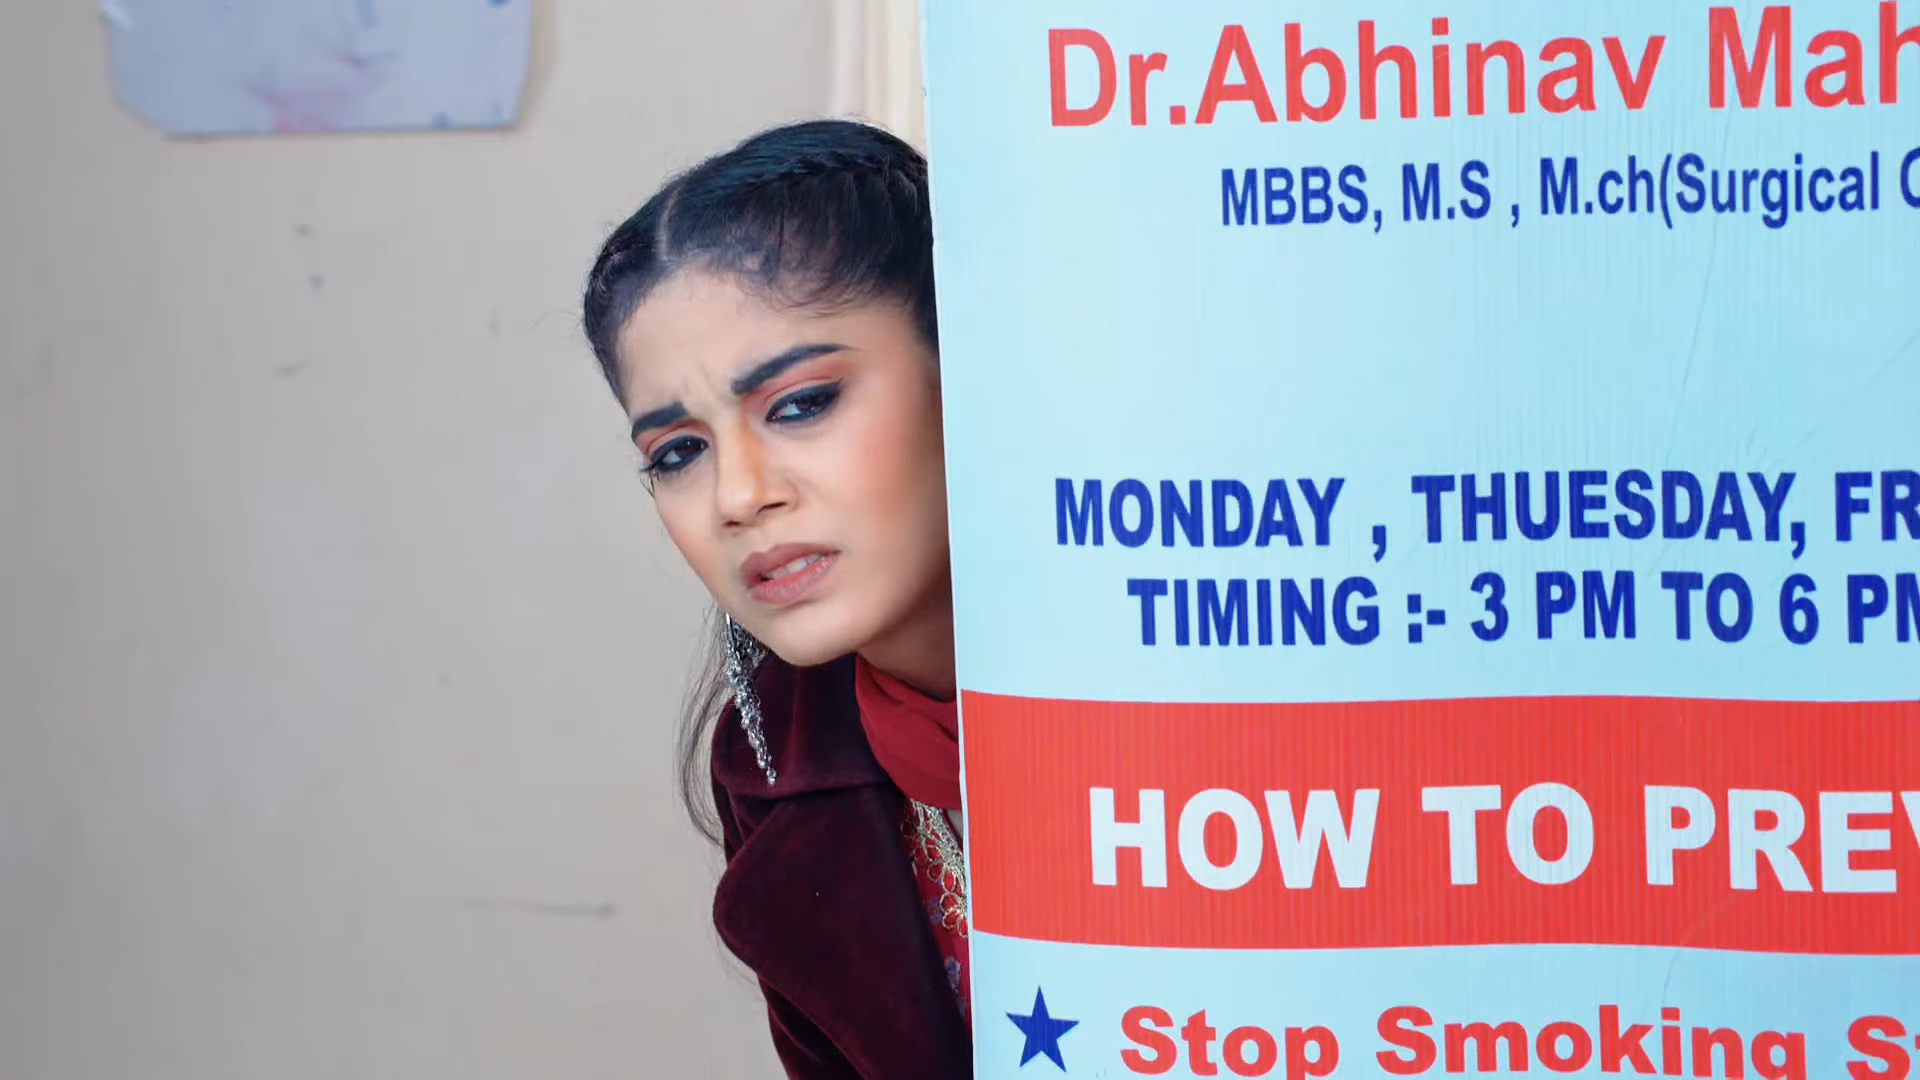 Dr.Abhinav Mah
MBBS, M.S , M.ch(Surgical
MONDAY , THUESDAY, FR
TIMING :- 3 PM TO 6 PM
HOW TO PREV
Stop Smoking